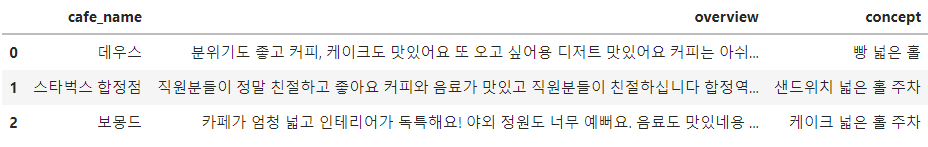 cafe_name overview concept
0 데우스 분위기도 좋고 커피, 케이크도 맛있어요 또 오고 싶어용 디저트 맛있어요 커피는 아쉬... 빵 넓은 홀
1 스타벅스 합정점 직원분들이 정말 친절하고 좋아요 커피와 음료가 맛있고 직원분들이 친절하십니다 합정역... 샌드위치 넓은 홀 주차
2 보몽드 카페가 엄청 넓고 인테리어가 독특해요! 야외 정원도 너무 예뻐요. 음료도 맛있네용 ... 케이크 넓은 홀 주차